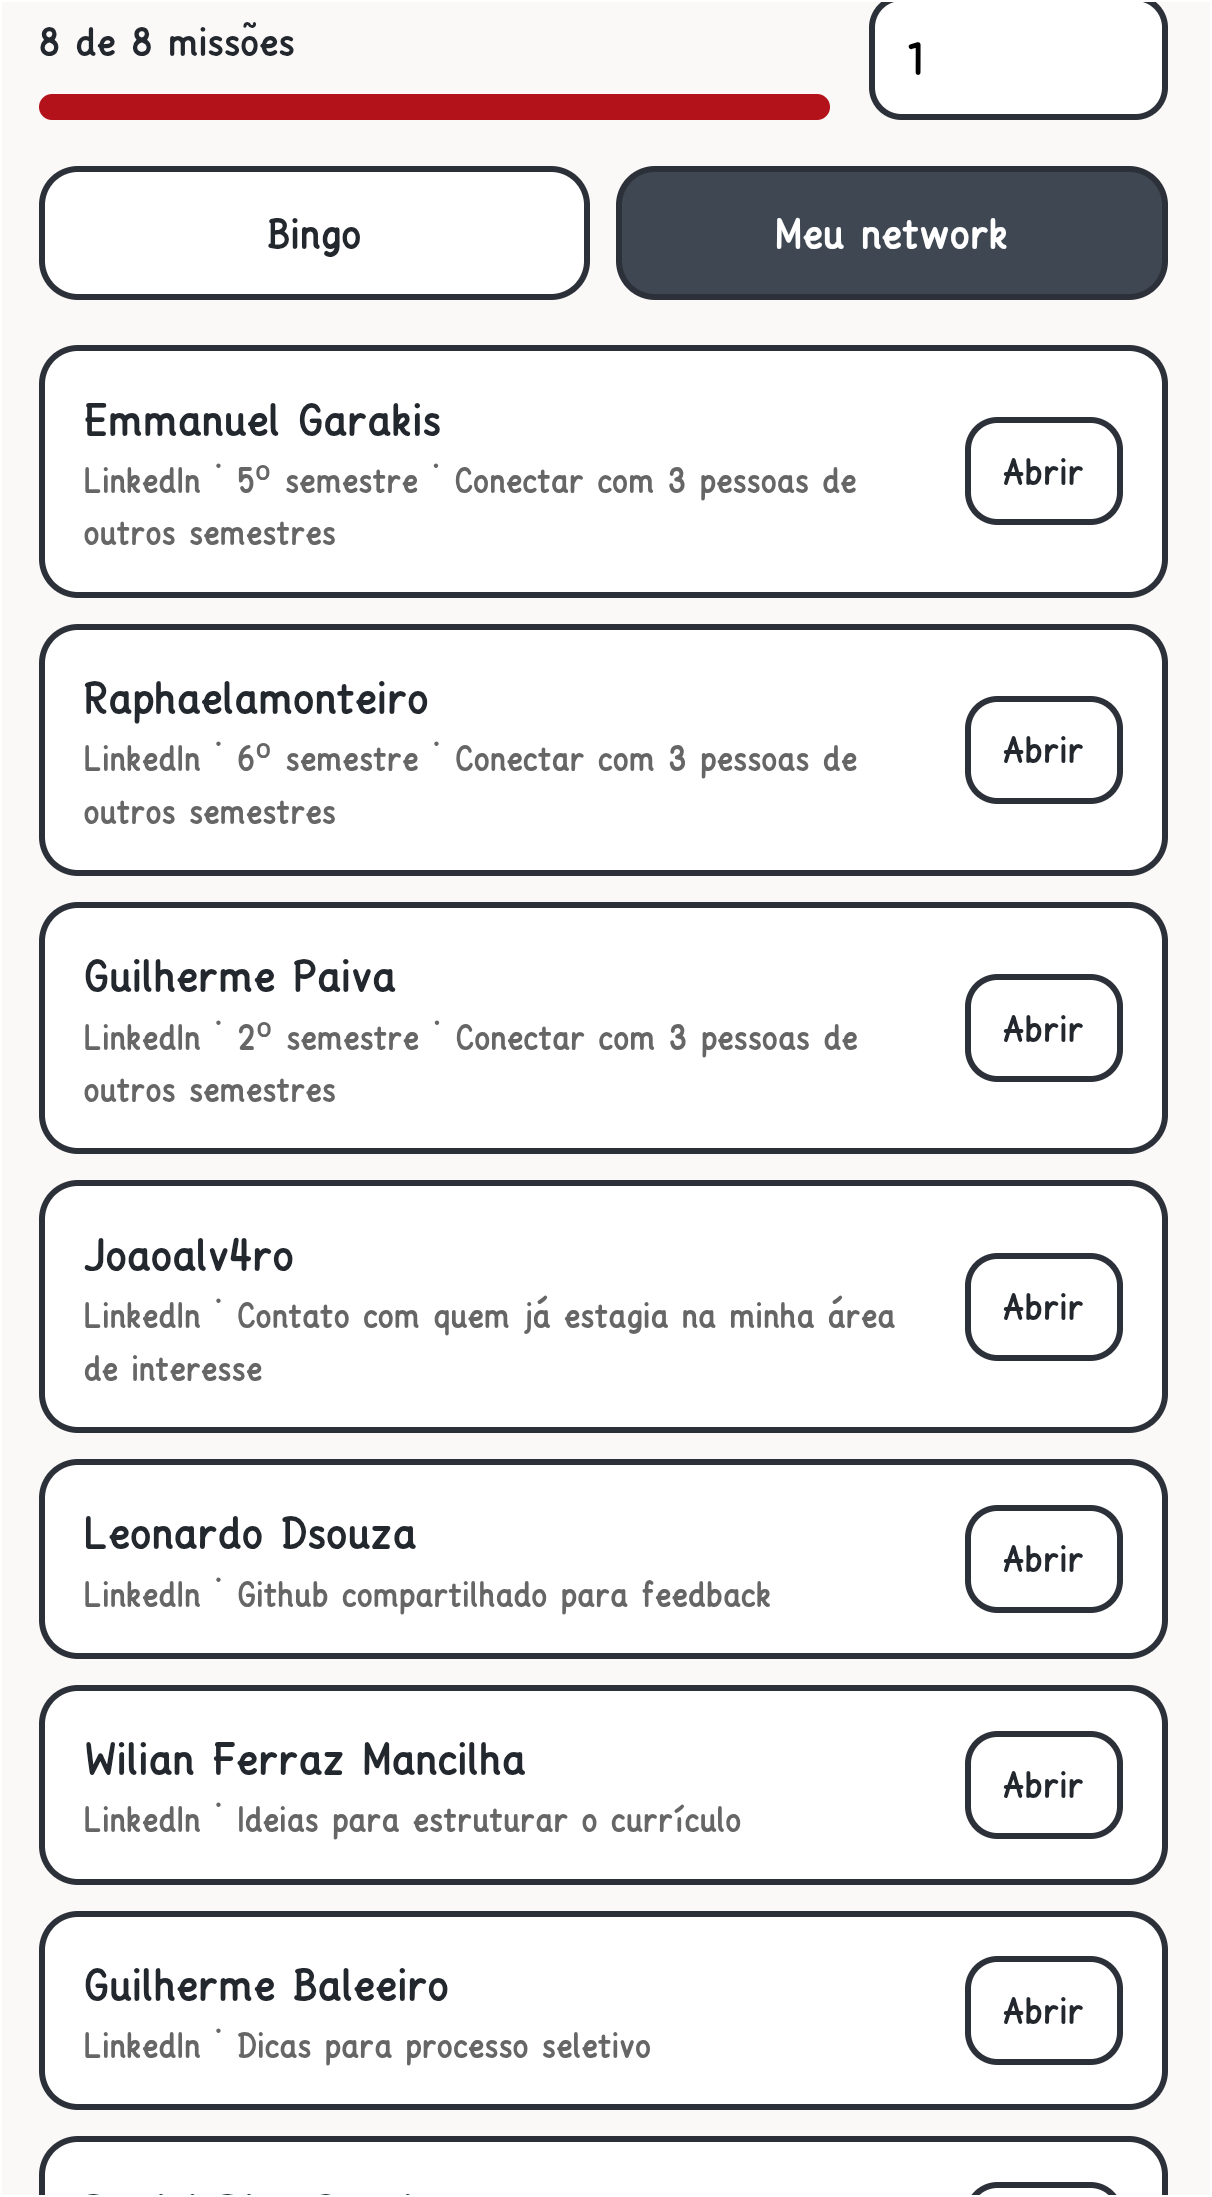 8 de 8 missões
1
Bingo
Meu network
Emmanuel Garakis
LinkedIn · 5º semestre · Conectar com 3 pessoas de
outros semestres
Abrir
Raphaelamonteiro
LinkedIn · 6º semestre · Conectar com 3 pessoas de
outros semestres
Abrir
Guilherme Paiva
LinkedIn · 2º semestre · Conectar com 3 pessoas de
outros semestres
Abrir
Joaoalv4ro
LinkedIn · Contato com quem já estagia na minha área
de interesse
Abrir
Leonardo Dsouza
LinkedIn · Github compartilhado para feedback
Abrir
Wilian Ferraz Mancilha
LinkedIn · Ideias para estruturar o currículo
Abrir
Guilherme Baleeiro
LinkedIn · Dicas para processo seletivo
Abrir